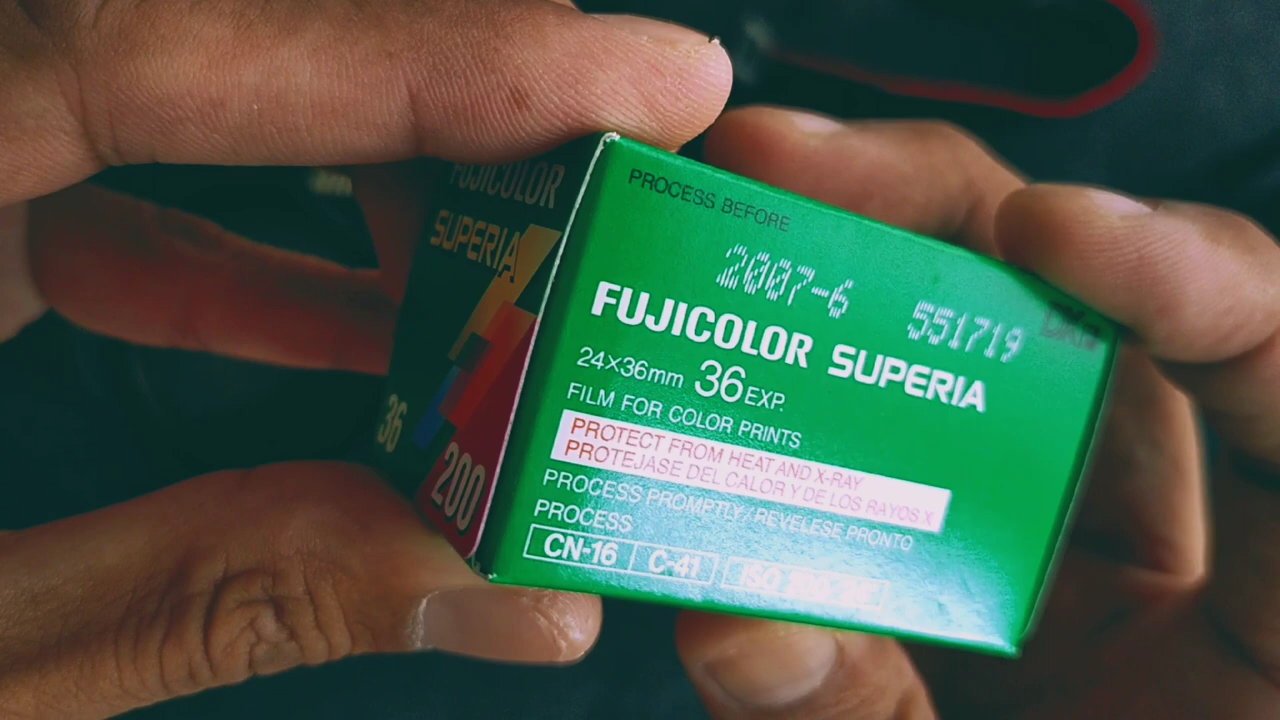 FUJICOLOR
SUPERIA
36
200
PROCESS BEFORE
2007-6 551719
FUJICOLOR SUPERIA
24×36mm 36 EXP.
FILM FOR COLOR PRINTS
PROTECT FROM HEAT AND X-RAY
PROTEJASE DEL CALOR Y DE LOS RAYOS X
PROCESS PROMPTLY/REVELESE PRONTO
PROCESS
CN-16 C-41 ISO